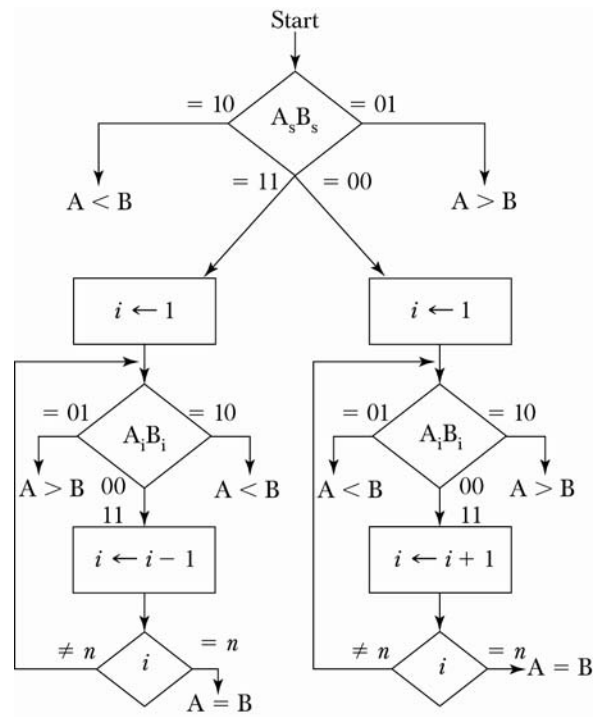 Start
= 10
= 01
AₛBₛ
= 11
= 00
A < B
A > B
i ← 1
i ← 1
= 01
= 10
= 01
= 10
AᵢBᵢ
AᵢBᵢ
A > B
00
A < B
A < B
00
A > B
11
11
i ← i − 1
i ← i + 1
≠ n
i
= n
≠ n
i
= n
A = B
A = B